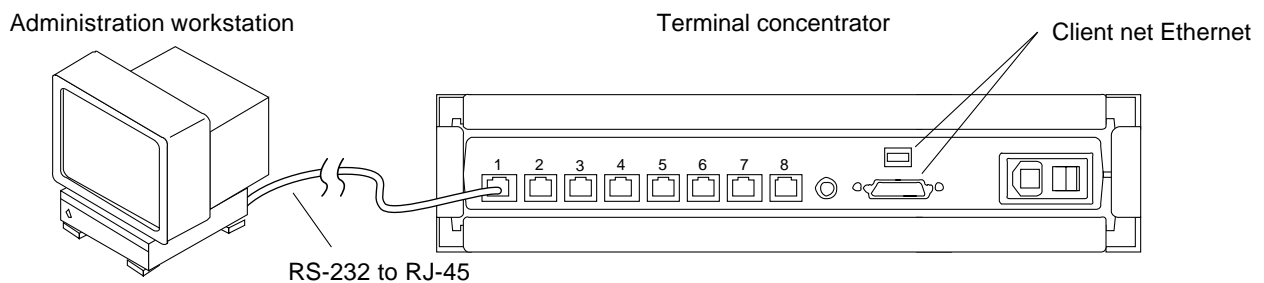 Administration workstation
Terminal concentrator
Client net Ethernet
1 2 3 4 5 6 7 8
RS-232 to RJ-45